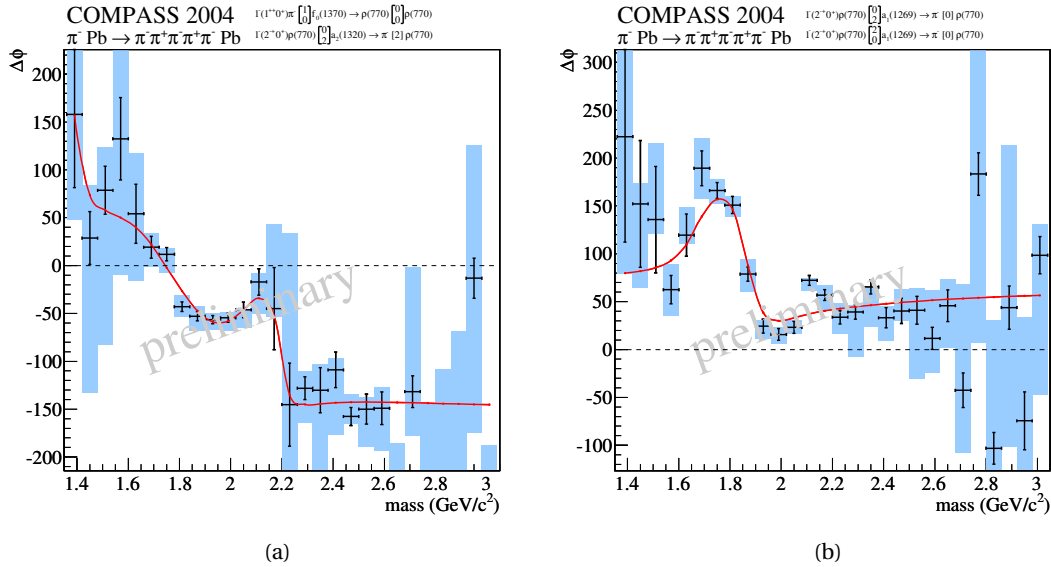 COMPASS 2004
π⁻ Pb → π⁻π⁺π⁻π⁺π⁻ Pb
1⁻(1⁺⁺0⁺)π⁻ [1 0] f₀(1370) → ρ(770) [0 0] ρ(770)
1⁻(2⁻⁺0⁺)ρ(770) [0 2] a₂(1320) → π⁻ [2] ρ(770)
Δϕ
200
150
100
50
0
-50
-100
-150
-200
preliminary
1.4 1.6 1.8 2 2.2 2.4 2.6 2.8 3
mass (GeV/c²)
(a)
COMPASS 2004
π⁻ Pb → π⁻π⁺π⁻π⁺π⁻ Pb
1⁻(2⁻⁺0⁺)ρ(770) [0 2] a₁(1269) → π⁻ [0] ρ(770)
1⁻(2⁻⁺0⁺)ρ(770) [2 0] a₁(1269) → π⁻ [0] ρ(770)
Δϕ
300
250
200
150
100
50
0
-50
-100
preliminary
1.4 1.6 1.8 2 2.2 2.4 2.6 2.8 3
mass (GeV/c²)
(b)